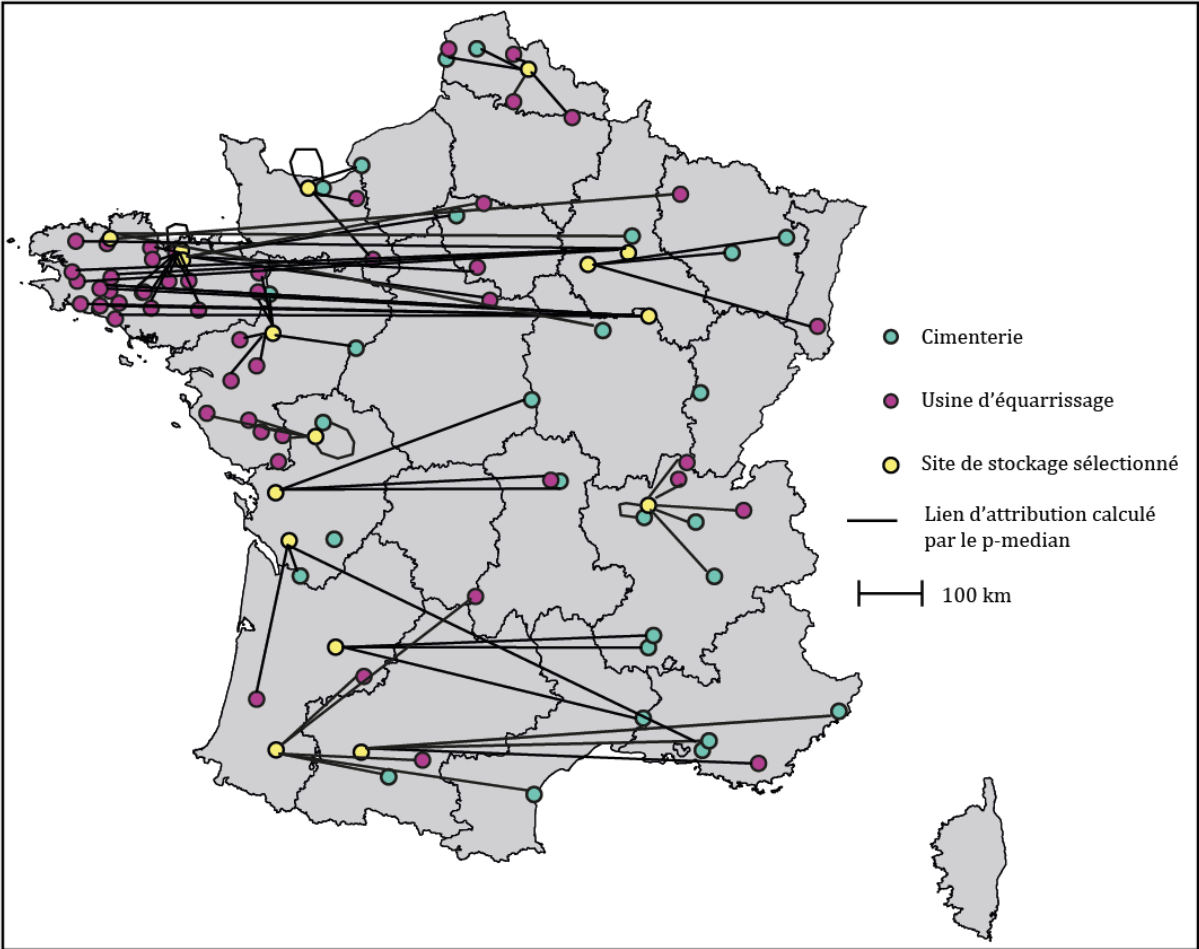 Cimenterie
Usine d'équarrissage
Site de stockage sélectionné
Lien d'attribution calculé
par le p-median
100 km